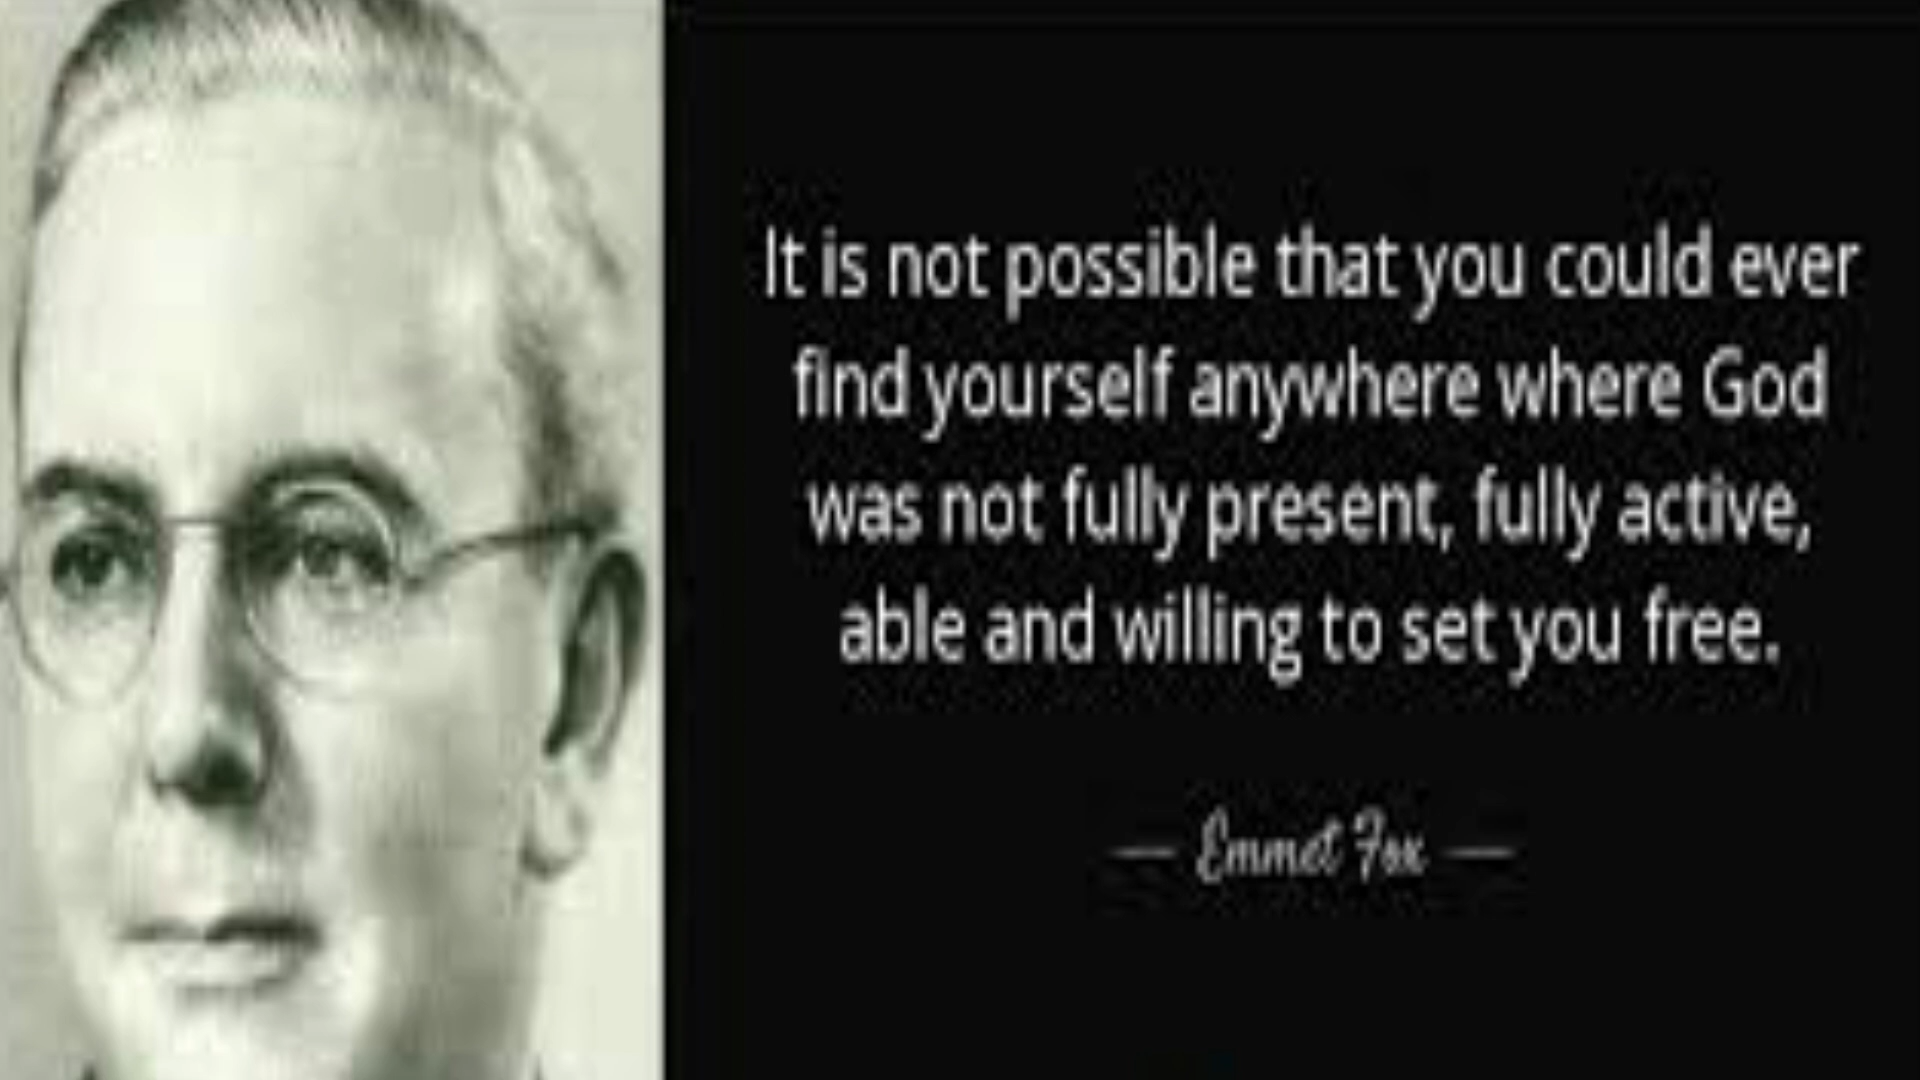 It is not possible that you could ever
find yourself anywhere where God
was not fully present, fully active,
able and willing to set you free.
— Emmet Fox —